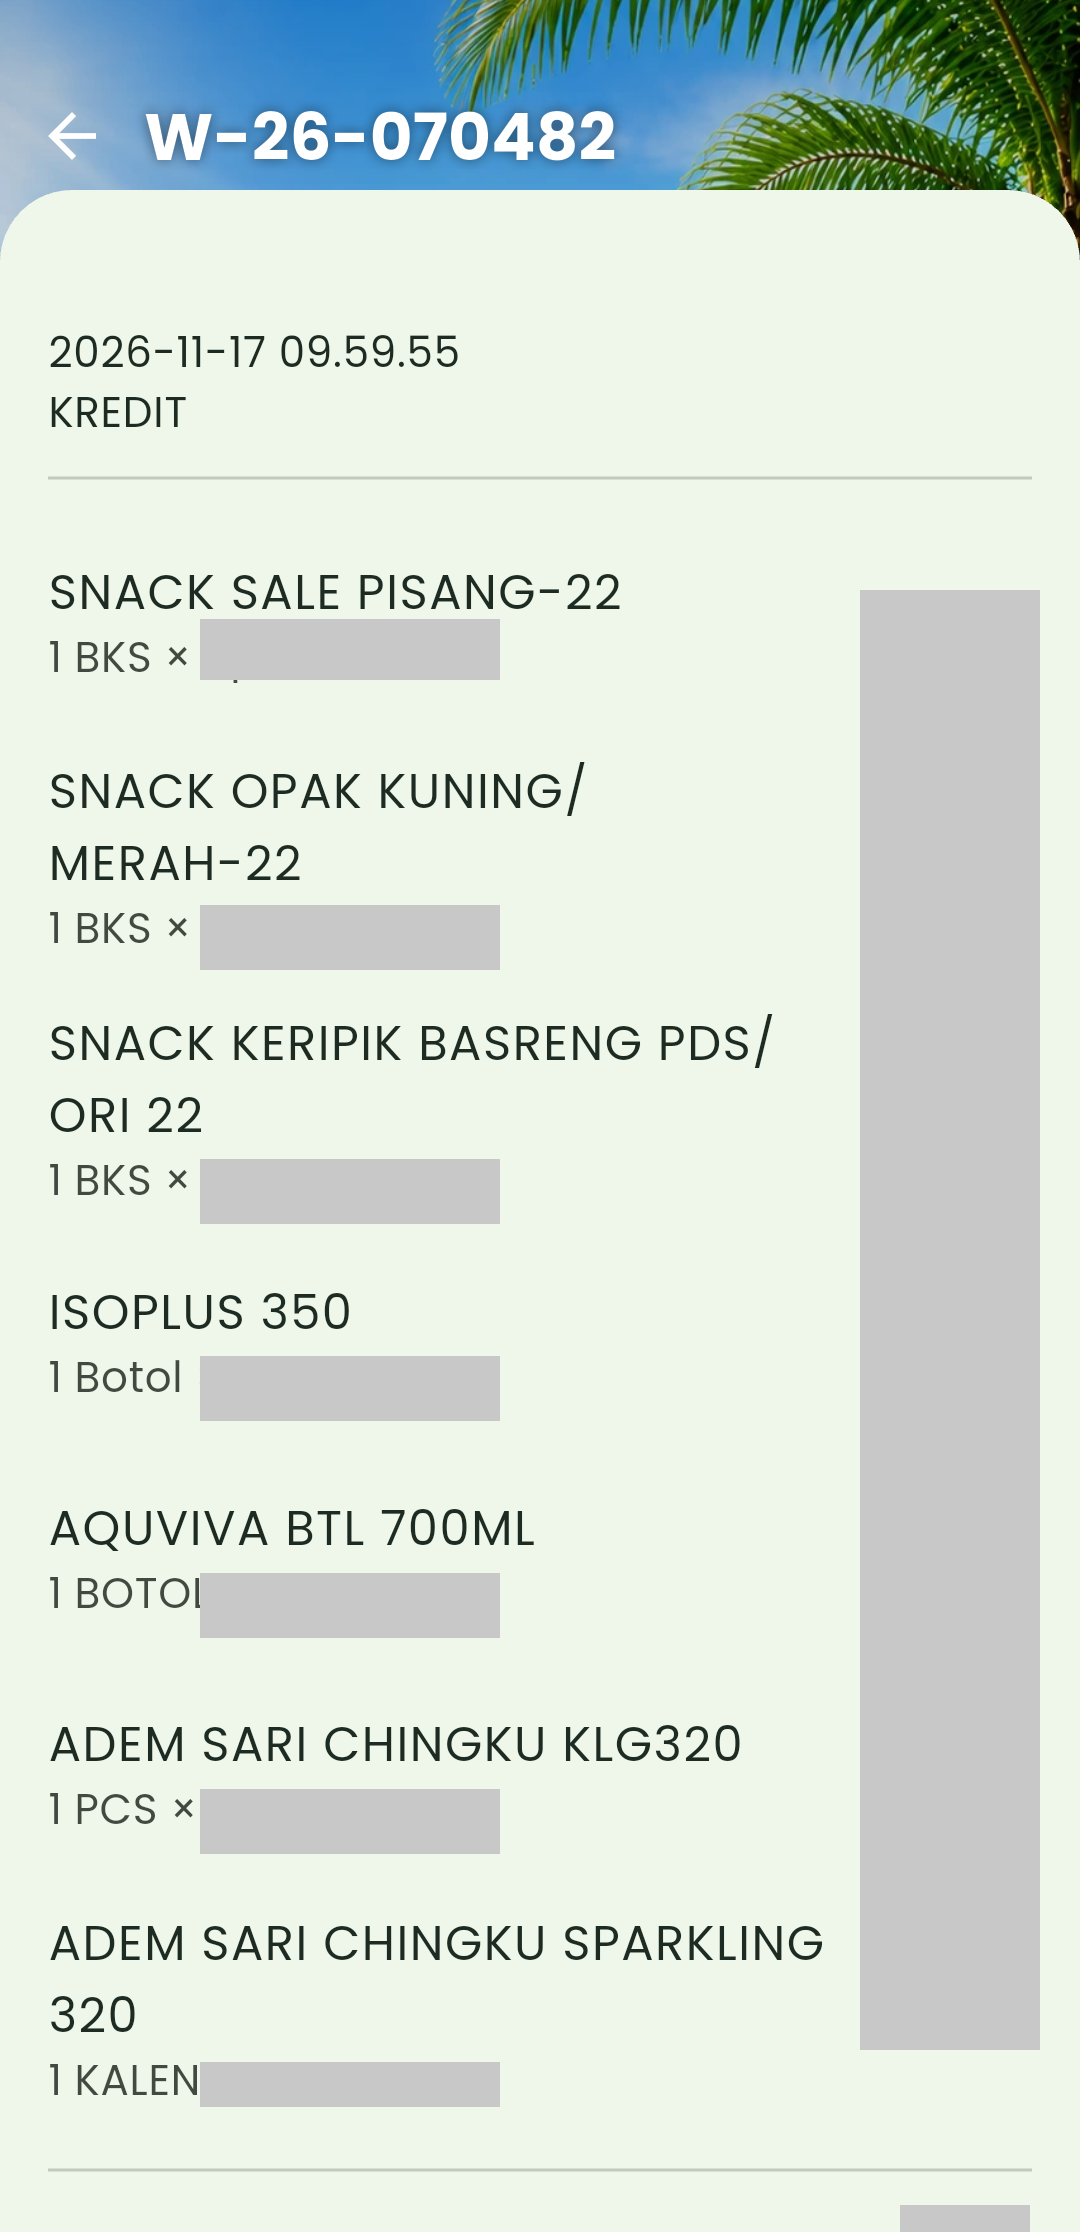 W-26-070482
2026-11-17 09.59.55
KREDIT
SNACK SALE PISANG-22
1 BKS ×
SNACK OPAK KUNING/
MERAH-22
1 BKS ×
SNACK KERIPIK BASRENG PDS/
ORI 22
1 BKS ×
ISOPLUS 350
1 Botol
AQUVIVA BTL 700ML
1 BOTOL
ADEM SARI CHINGKU KLG320
1 PCS ×
ADEM SARI CHINGKU SPARKLING
320
1 KALEN